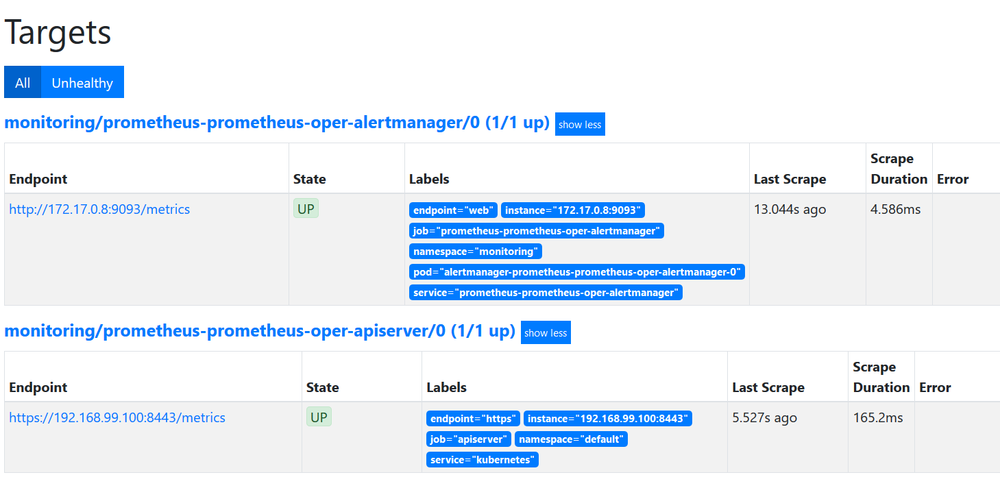 Targets
All Unhealthy
monitoring/prometheus-prometheus-oper-alertmanager/0 (1/1 up) show less
Endpoint State Labels Last Scrape Scrape Duration Error
http://172.17.0.8:9093/metrics UP endpoint="web" instance="172.17.0.8:9093" 13.044s ago 4.586ms
job="prometheus-prometheus-oper-alertmanager"
namespace="monitoring"
pod="alertmanager-prometheus-prometheus-oper-alertmanager-0"
service="prometheus-prometheus-oper-alertmanager"
monitoring/prometheus-prometheus-oper-apiserver/0 (1/1 up) show less
Endpoint State Labels Last Scrape Scrape Duration Error
https://192.168.99.100:8443/metrics UP endpoint="https" instance="192.168.99.100:8443" 5.527s ago 165.2ms
job="apiserver" namespace="default"
service="kubernetes"